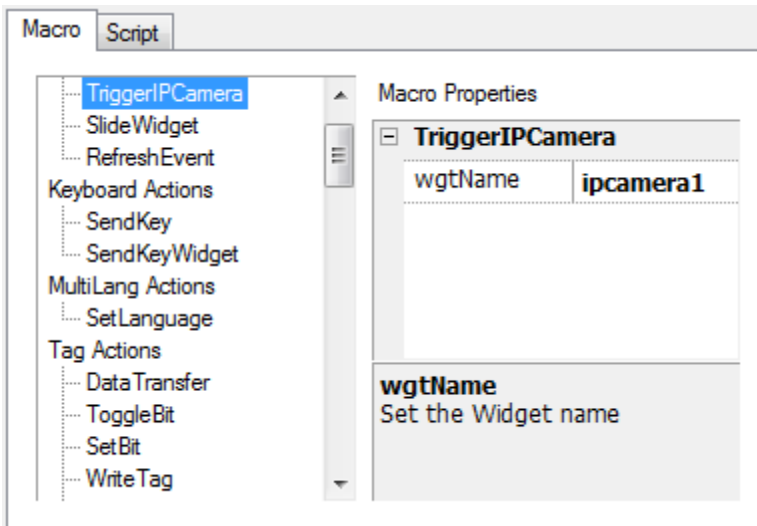 Macro Script
TriggerIPCamera
SlideWidget
RefreshEvent
Keyboard Actions
SendKey
SendKeyWidget
MultiLang Actions
SetLanguage
Tag Actions
DataTransfer
ToggleBit
SetBit
WriteTag
Macro Properties
TriggerIPCamera
wgtName ipcamera1
wgtName
Set the Widget name